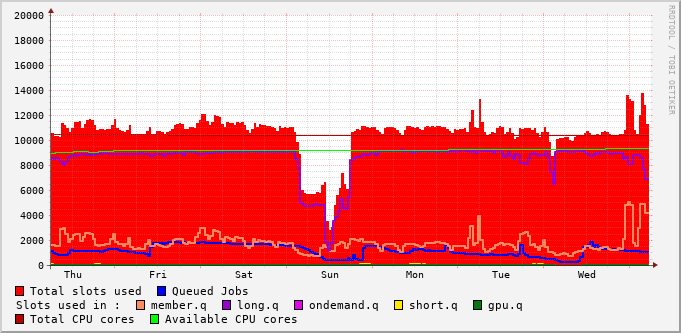 RRDTOOL / TOBI OETIKER
20000
18000
16000
14000
12000
10000
8000
6000
4000
2000
0
Thu Fri Sat Sun Mon Tue Wed
Total slots used Queued Jobs
Slots used in : member.q long.q ondemand.q short.q gpu.q
Total CPU cores Available CPU cores